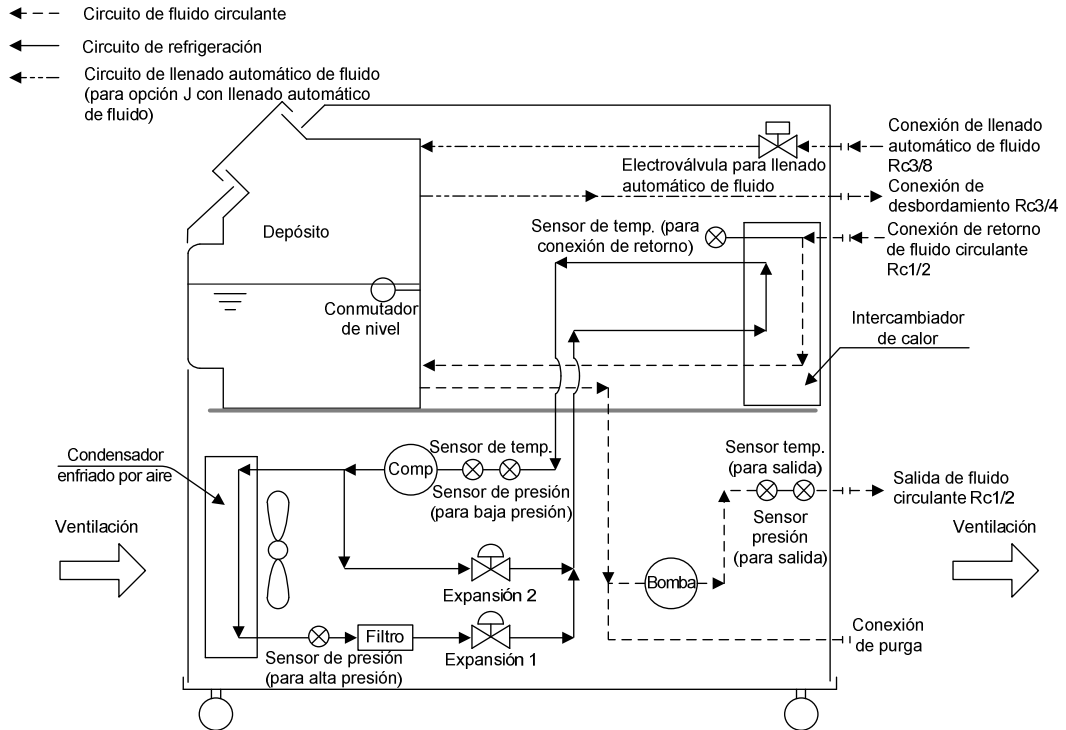 Circuito de fluido circulante
Circuito de refrigeración
Circuito de llenado automático de fluido
(para opción J con llenado automático
de fluido)
Conexión de llenado
automático de fluido
Rc3/8
Electroválvula para llenado
automático de fluido
Conexión de
desbordamiento Rc3/4
Depósito
Sensor de temp. (para
conexión de retorno)
Conexión de retorno
de fluido circulante
Rc1/2
Conmutador
de nivel
Intercambiador
de calor
Condensador
enfriado por aire
Sensor de temp.
Comp
Sensor de presión
(para baja presión)
Sensor temp.
(para salida)
Salida de fluido
circulante Rc1/2
Sensor
presión
(para salida)
Ventilación
Ventilación
Expansión 2
Bomba
Filtro
Expansión 1
Sensor de presión
(para alta presión)
Conexión
de purga